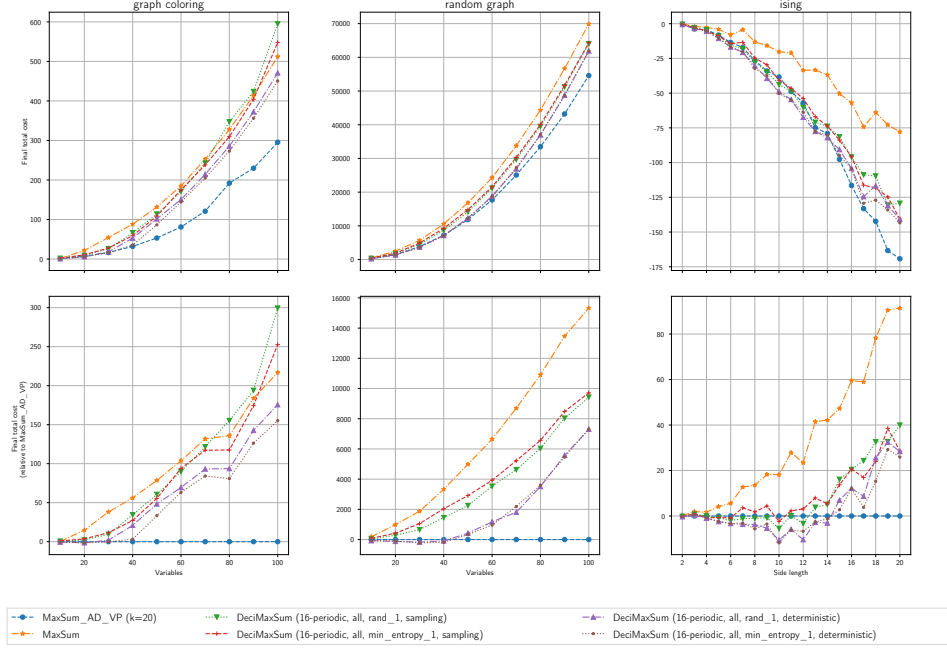 graph coloring
random graph
ising
Final total cost
600
500
400
300
200
100
0
70000
60000
50000
40000
30000
20000
10000
0
0
−25
−50
−75
−100
−125
−150
−175
Final total cost
(relative to MaxSum_AD_VP)
300
250
200
150
100
50
0
16000
14000
12000
10000
8000
6000
4000
2000
0
80
60
40
20
0
20 40 60 80 100
20 40 60 80 100
2 4 6 8 10 12 14 16 18 20
Variables
Variables
Side length
MaxSum_AD_VP (k=20)
MaxSum
DeciMaxSum (16-periodic, all, rand_1, sampling)
DeciMaxSum (16-periodic, all, min_entropy_1, sampling)
DeciMaxSum (16-periodic, all, rand_1, deterministic)
DeciMaxSum (16-periodic, all, min_entropy_1, deterministic)